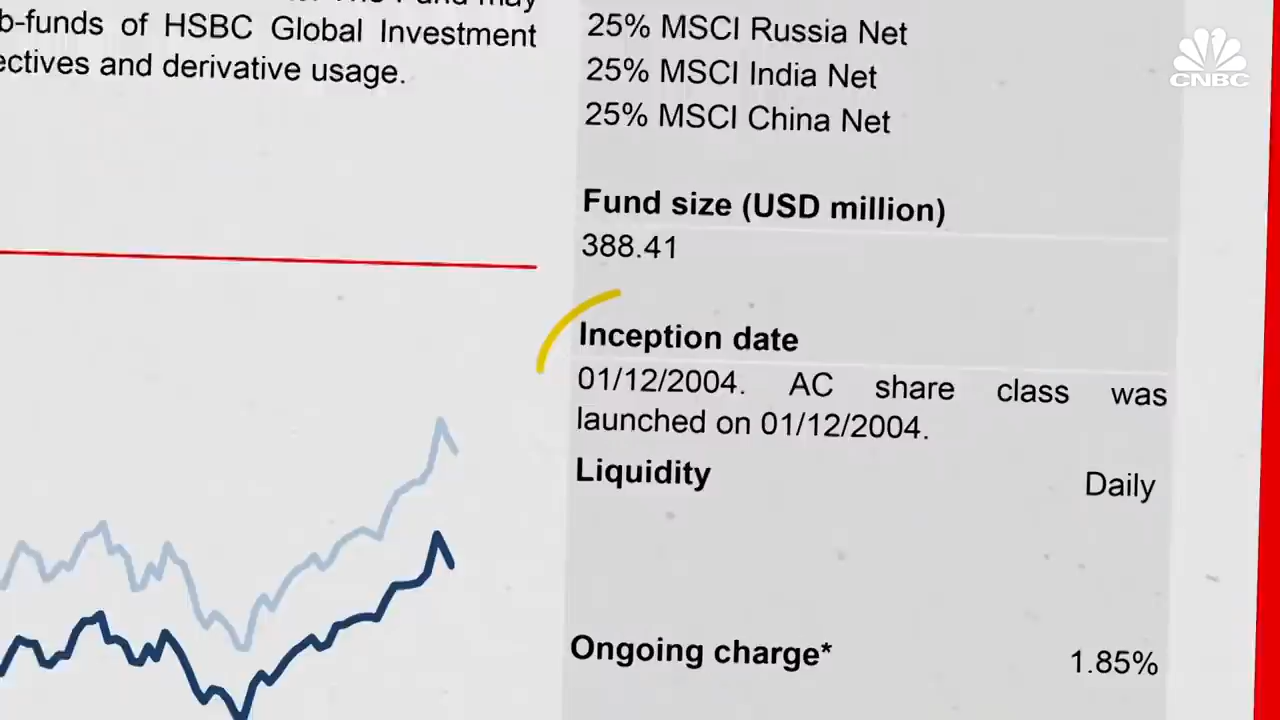 b-funds of HSBC Global Investment
ectives and derivative usage.
25% MSCI Russia Net
25% MSCI India Net
25% MSCI China Net
Fund size (USD million)
388.41
Inception date
01/12/2004. AC share class was
launched on 01/12/2004.
Liquidity Daily
Ongoing charge* 1.85%
CNBC